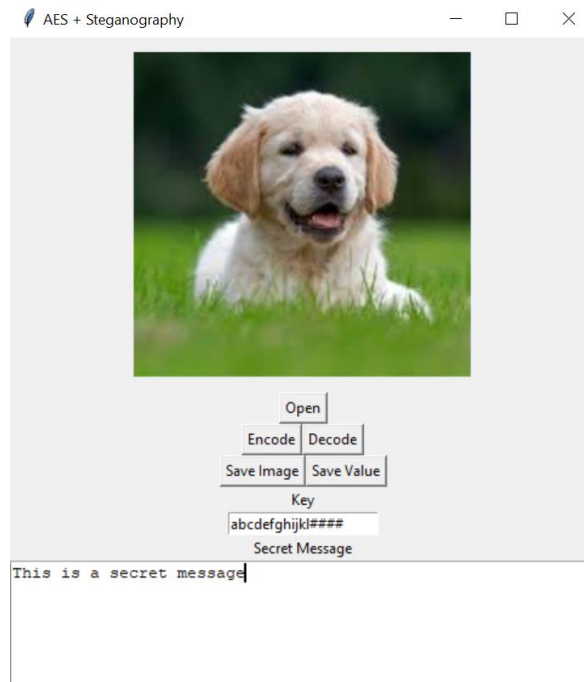 AES + Steganography
Open
Encode Decode
Save Image Save Value
Key
abcdefghijkl####
Secret Message
This is a secret message